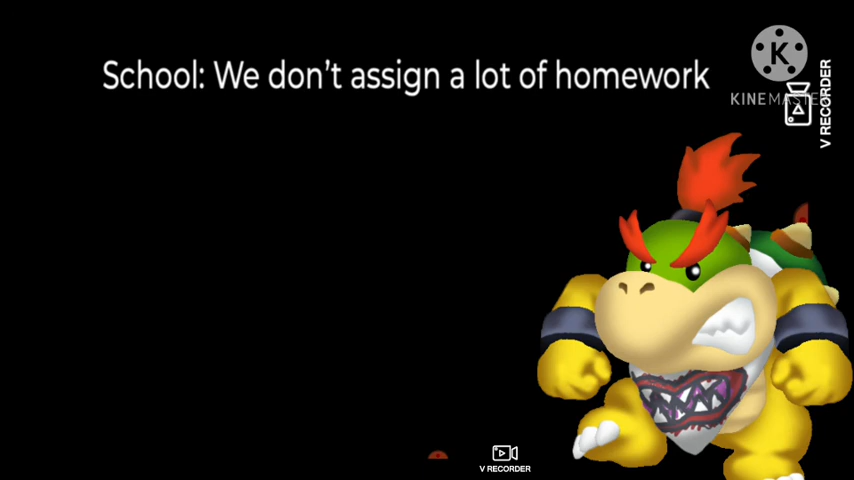 School: We don't assign a lot of homework
K
KINEMASTER
V RECORDER
V RECORDER